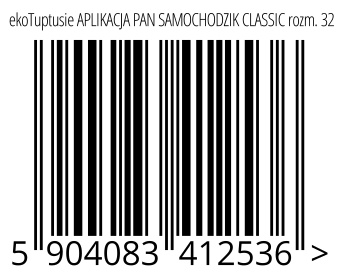 ekoTuptusie APLIKACJA PAN SAMOCHODZIK CLASSIC rozm. 32
5 904083 412536 >